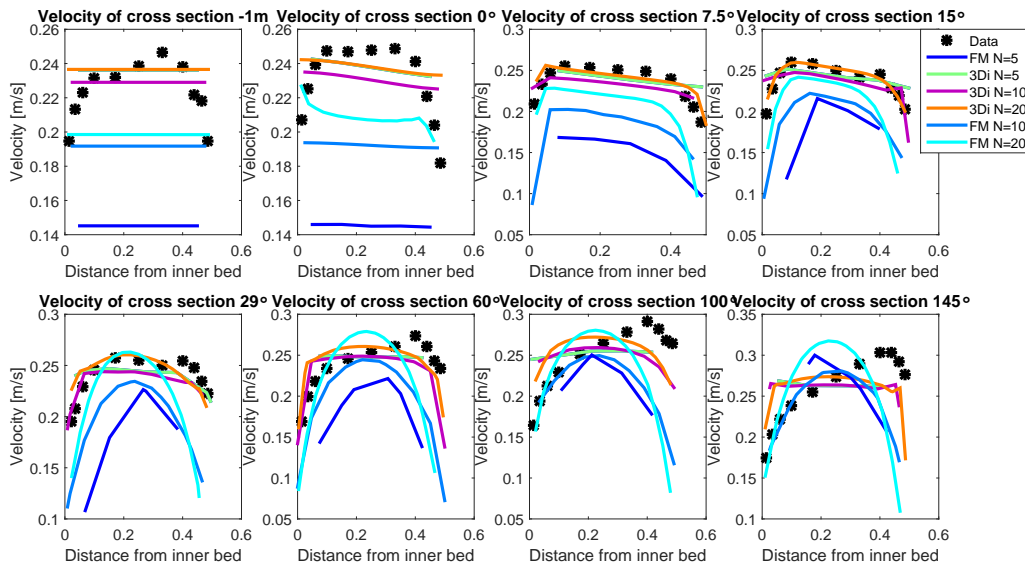 Velocity of cross section -1m
0.26
0.24
0.22
0.2
0.18
0.16
0.14
0 0.2 0.4 0.6
Velocity [m/s]
Distance from inner bed
Velocity of cross section 0°
0.26
0.24
0.22
0.2
0.18
0.16
0.14
0 0.2 0.4 0.6
Velocity [m/s]
Distance from inner bed
Velocity of cross section 7.5°
0.3
0.25
0.2
0.15
0.1
0.05
0 0.2 0.4 0.6
Velocity [m/s]
Distance from inner bed
Velocity of cross section 15°
0.3
0.25
0.2
0.15
0.1
0.05
0 0.2 0.4 0.6
Velocity [m/s]
Distance from inner bed
Data
FM N=5
3Di N=5
3Di N=10
3Di N=20
FM N=10
FM N=20
Velocity of cross section 29°
0.3
0.25
0.2
0.15
0.1
0 0.2 0.4 0.6
Velocity [m/s]
Distance from inner bed
Velocity of cross section 60°
0.3
0.25
0.2
0.15
0.1
0.05
0 0.2 0.4 0.6
Velocity [m/s]
Distance from inner bed
Velocity of cross section 100°
0.3
0.25
0.2
0.15
0.1
0.05
0 0.2 0.4 0.6
Velocity [m/s]
Distance from inner bed
Velocity of cross section 145°
0.35
0.3
0.25
0.2
0.15
0.1
0 0.2 0.4 0.6
Velocity [m/s]
Distance from inner bed